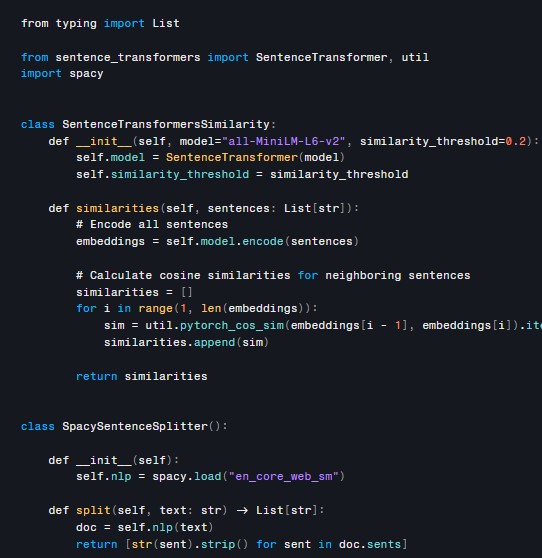 from typing import List
from sentence_transformers import SentenceTransformer, util
import spacy
class SentenceTransformersSimilarity:
    def __init__(self, model="all-MiniLM-L6-v2", similarity_threshold=0.2):
        self.model = SentenceTransformer(model)
        self.similarity_threshold = similarity_threshold
    def similarities(self, sentences: List[str]):
        # Encode all sentences
        embeddings = self.model.encode(sentences)
        # Calculate cosine similarities for neighboring sentences
        similarities = []
        for i in range(1, len(embeddings)):
            sim = util.pytorch_cos_sim(embeddings[i - 1], embeddings[i]).ite
            similarities.append(sim)
        return similarities
class SpacySentenceSplitter():
    def __init__(self):
        self.nlp = spacy.load("en_core_web_sm")
    def split(self, text: str) → List[str]:
        doc = self.nlp(text)
        return [str(sent).strip() for sent in doc.sents]